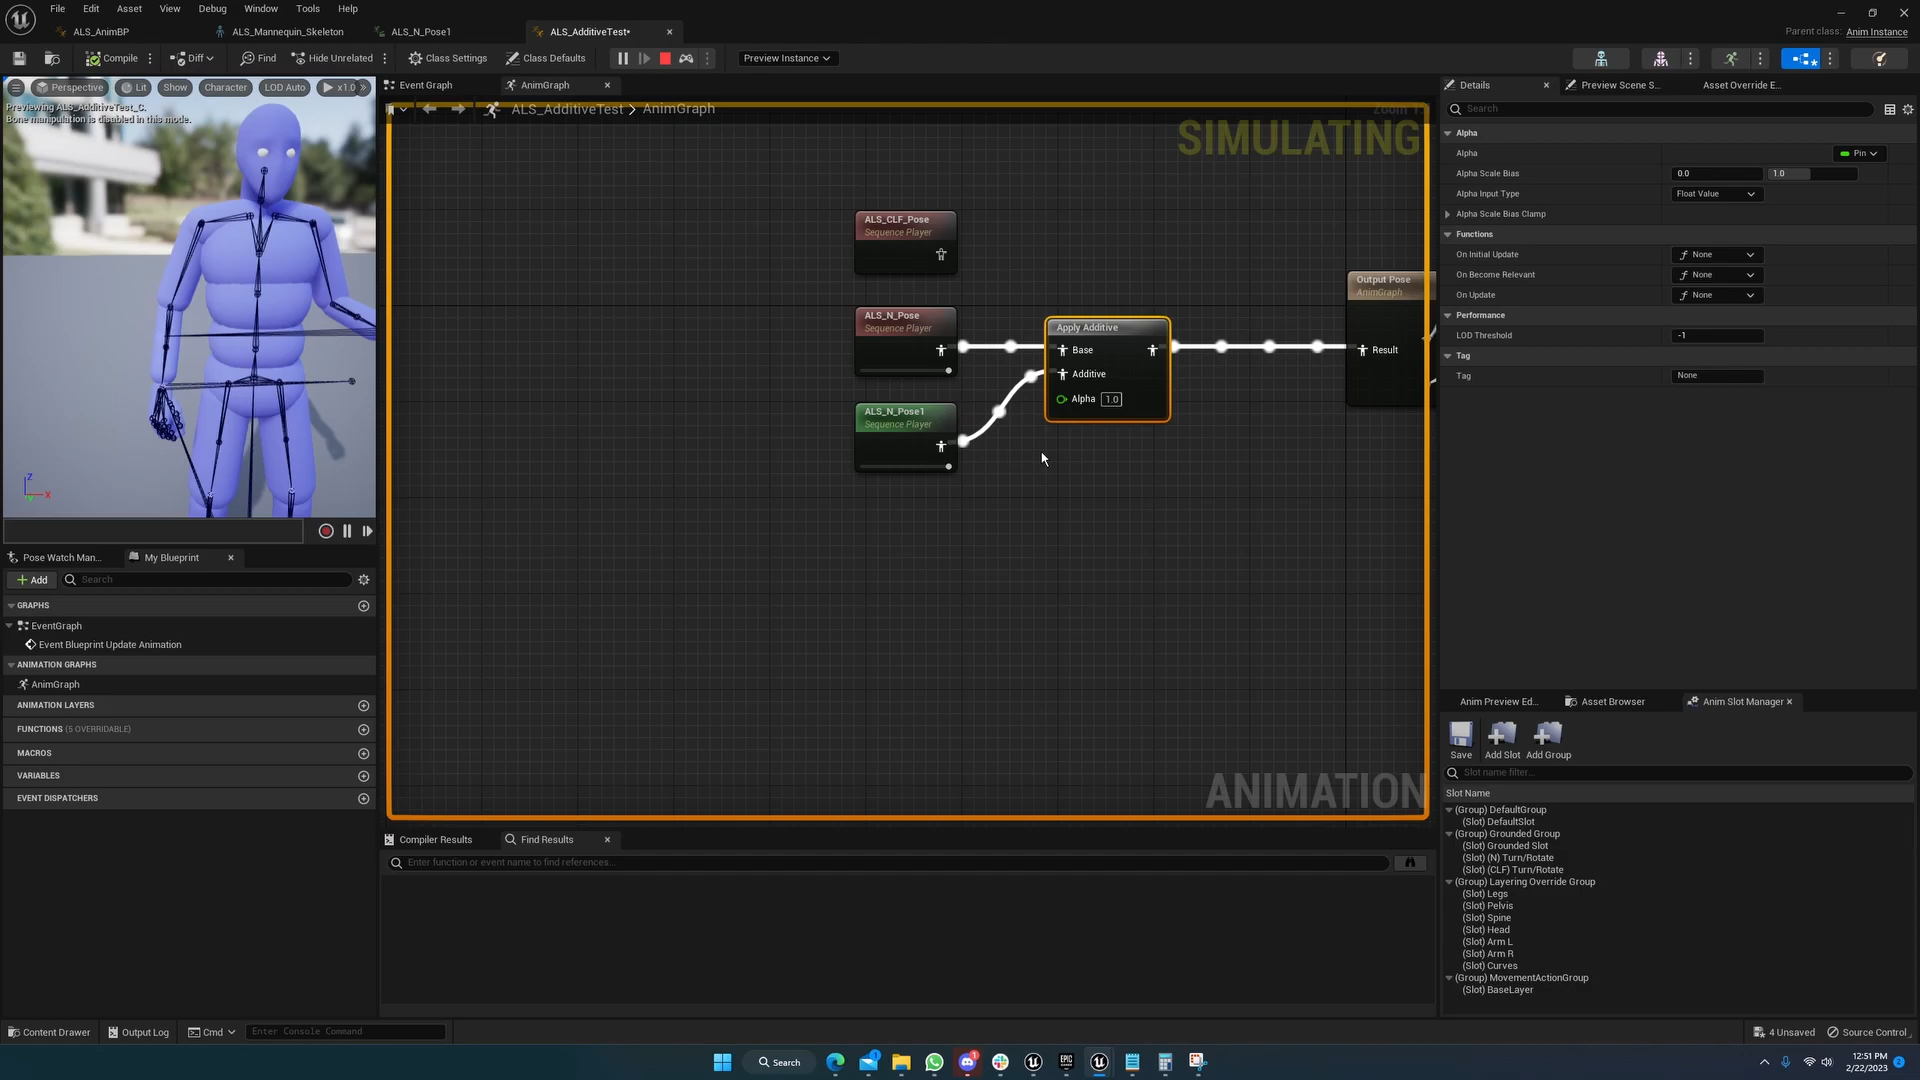 File Edit Asset View Debug Window Tools Help
ALS_AnimBP ALS_Mannequin_Skeleton ALS_N_Pose1 ALS_AdditiveTest•
Parent class: Anim Instance
Compile Diff Find Hide Unrelated Class Settings Class Defaults Preview Instance
Perspective Lit Show Character LOD Auto x1.0
Previewing ALS_AdditiveTest_C.
Bone manipulation is disabled in this mode.
Z
X
Event Graph AnimGraph
ALS_AdditiveTest > AnimGraph
SIMULATING
ALS_CLF_Pose
Sequence Player
ALS_N_Pose
Sequence Player
ALS_N_Pose1
Sequence Player
Apply Additive
Base
Additive
Alpha 1.0
Output Pose
AnimGraph
Result
ANIMATION
Pose Watch Man... My Blueprint
Add Search
GRAPHS
EventGraph
Event Blueprint Update Animation
ANIMATION GRAPHS
AnimGraph
ANIMATION LAYERS
FUNCTIONS (5 OVERRIDABLE)
MACROS
VARIABLES
EVENT DISPATCHERS
Compiler Results Find Results
Enter function or event name to find references...
Details Preview Scene S... Asset Override E...
Search
Alpha
Alpha Pin
Alpha Scale Bias 0.0 1.0
Alpha Input Type Float Value
Alpha Scale Bias Clamp
Functions
On Initial Update None
On Become Relevant None
On Update None
Performance
LOD Threshold -1
Tag
Tag None
Anim Preview Ed... Asset Browser Anim Slot Manager
Save Add Slot Add Group
Slot name filter...
Slot Name
(Group) DefaultGroup
(Slot) DefaultSlot
(Group) Grounded Group
(Slot) Grounded Slot
(Slot) (N) Turn/Rotate
(Slot) (CLF) Turn/Rotate
(Group) Layering Override Group
(Slot) Legs
(Slot) Pelvis
(Slot) Spine
(Slot) Head
(Slot) Arm L
(Slot) Arm R
(Slot) Curves
(Group) MovementActionGroup
(Slot) BaseLayer
Content Drawer Output Log Cmd Enter Console Command
4 Unsaved Source Control
Search
12:51 PM
2/22/2023